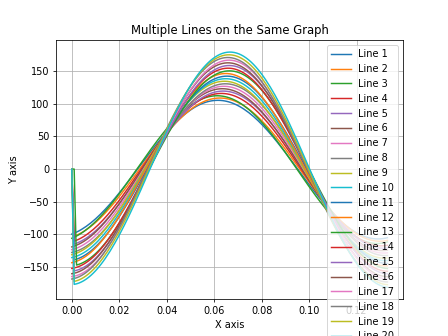 Multiple Lines on the Same Graph
Y axis
150
100
50
0
−50
−100
−150
0.00
0.02
0.04
0.06
0.08
0.10
X axis
Line 1
Line 2
Line 3
Line 4
Line 5
Line 6
Line 7
Line 8
Line 9
Line 10
Line 11
Line 12
Line 13
Line 14
Line 15
Line 16
Line 17
Line 18
Line 19
Line 20